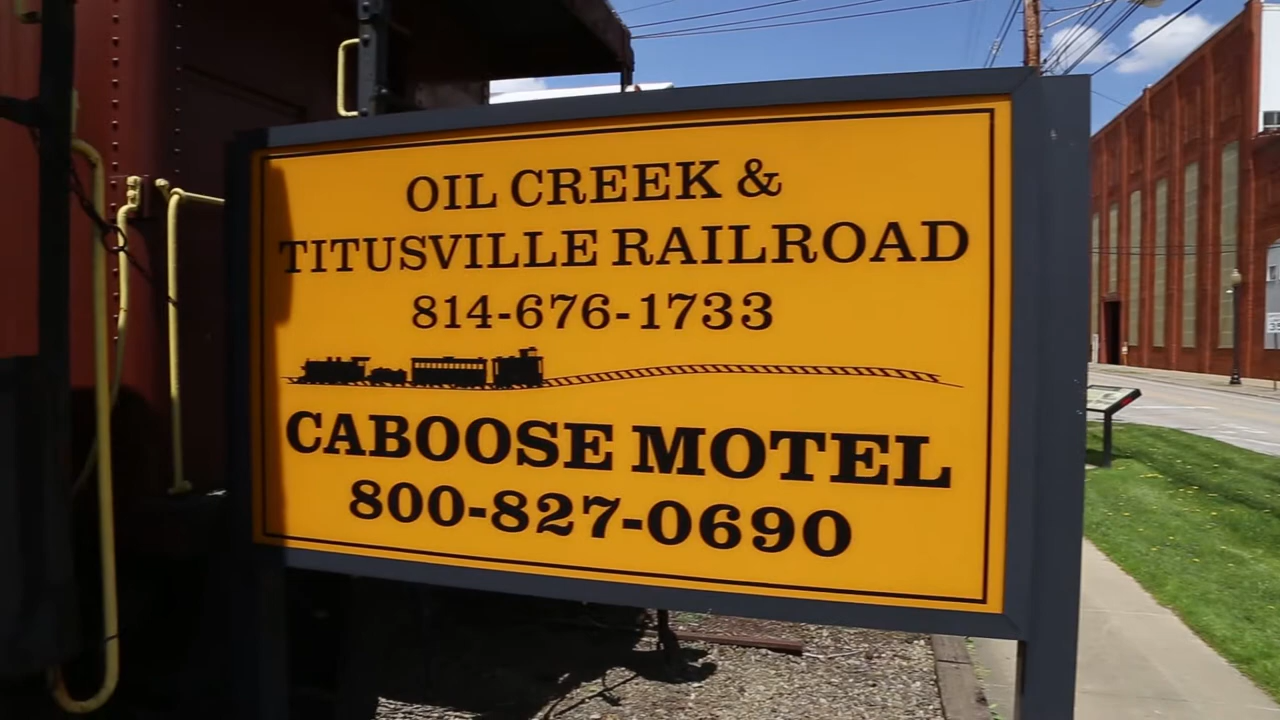 OIL CREEK &
TITUSVILLE RAILROAD
814-676-1733
CABOOSE MOTEL
800-827-0690